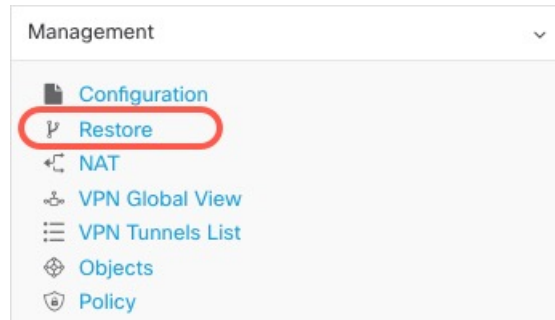 Management
Configuration
Restore
NAT
VPN Global View
VPN Tunnels List
Objects
Policy